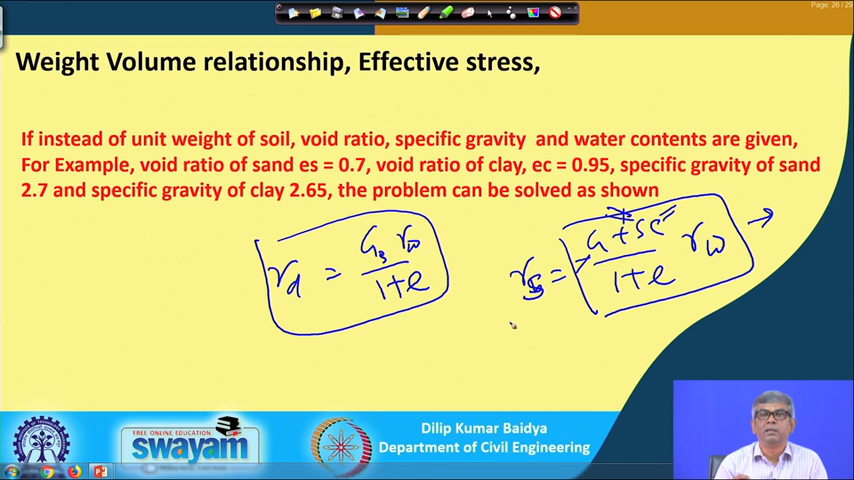 Page: 26 / 29
Weight Volume relationship, Effective stress,
If instead of unit weight of soil, void ratio, specific gravity and water contents are given,
For Example, void ratio of sand es = 0.7, void ratio of clay, ec = 0.95, specific gravity of sand
2.7 and specific gravity of clay 2.65, the problem can be solved as shown
γd = Gs γw / 1+e
= G + Se / 1+e γw
FREE ONLINE EDUCATION
swayam
Dilip Kumar Baidya
Department of Civil Engineering